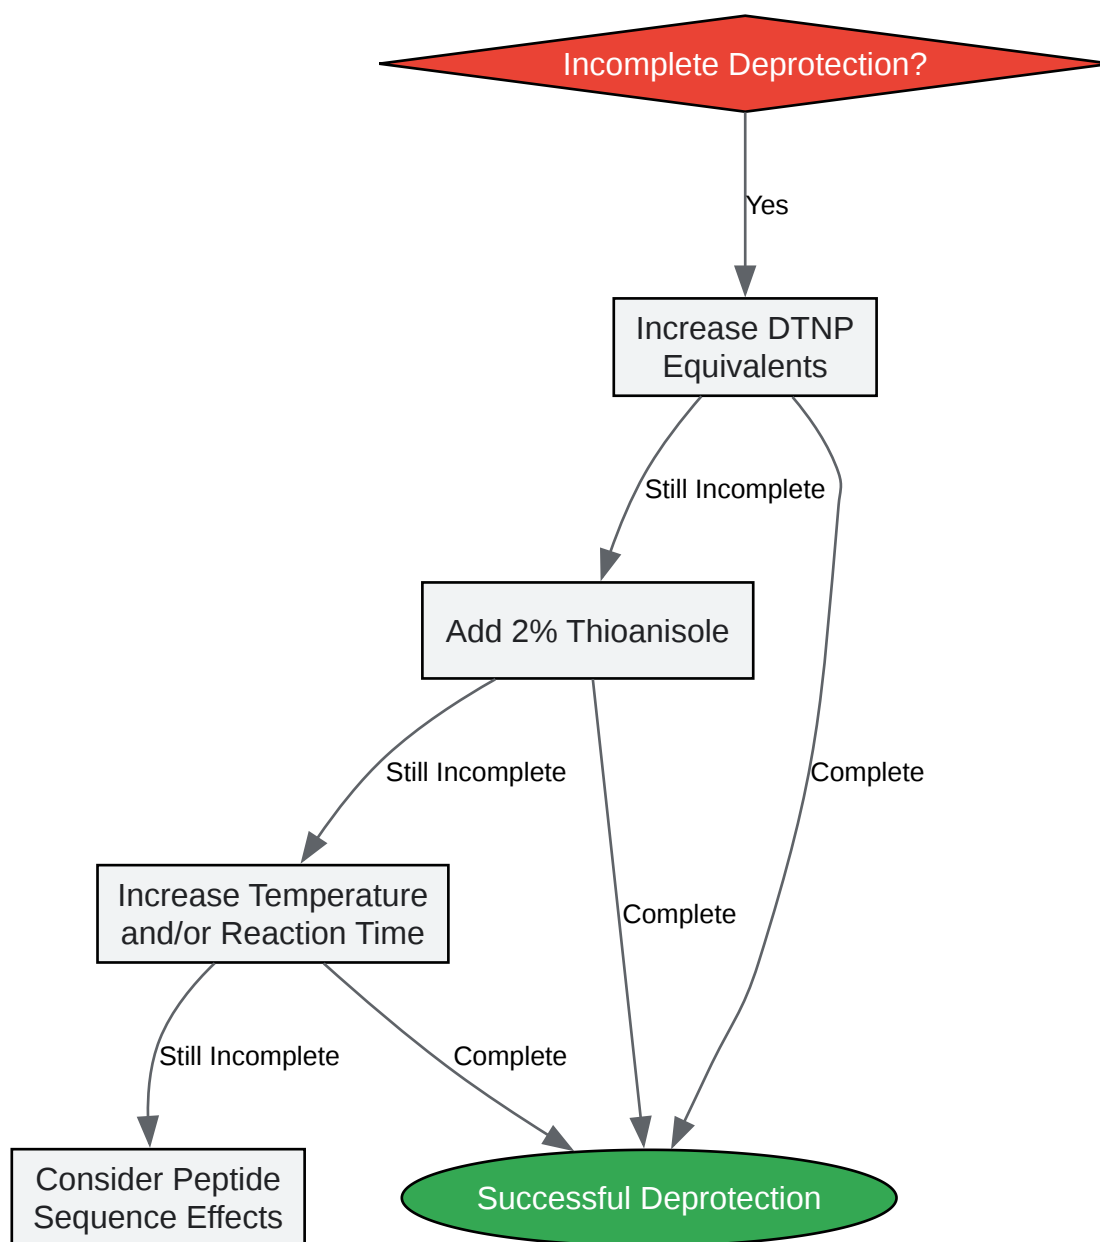 Incomplete Deprotection?
Yes
Increase DTNP
Equivalents
Still Incomplete
Add 2% Thioanisole
Still Incomplete
Complete
Increase Temperature
and/or Reaction Time
Complete
Still Incomplete
Complete
Consider Peptide
Sequence Effects
Successful Deprotection